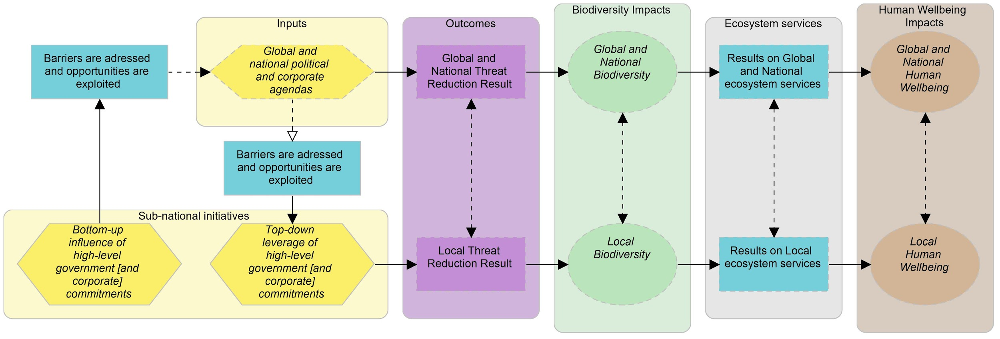 Inputs
Outcomes
Biodiversity Impacts
Ecosystem services
Human Wellbeing
Impacts
Barriers are adressed
and opportunities are
exploited
Global and
national political
and corporate
agendas
Global and
National Threat
Reduction Result
Global and
National
Biodiversity
Results on Global
and National
ecosystem services
Global and
National
Human
Wellbeing
Barriers are adressed
and opportunities are
exploited
Sub-national initiatives
Bottom-up
influence of
high-level
government [and
corporate]
commitments
Top-down
leverage of
high-level
government [and
corporate]
commitments
Local Threat
Reduction Result
Local
Biodiversity
Results on Local
ecosystem services
Local
Human
Wellbeing